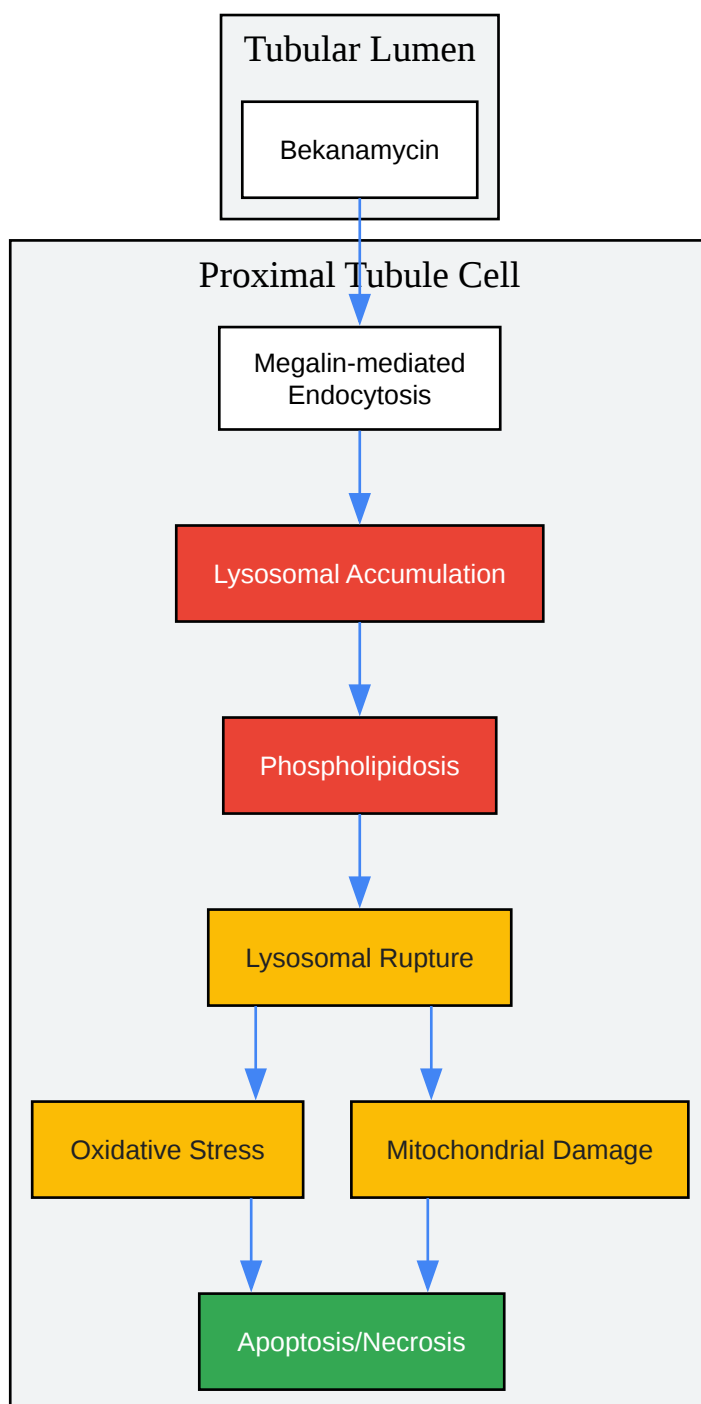 Tubular Lumen
Bekanamycin
Proximal Tubule Cell
Megalin-mediated
Endocytosis
Lysosomal Accumulation
Phospholipidosis
Lysosomal Rupture
Oxidative Stress
Mitochondrial Damage
Apoptosis/Necrosis